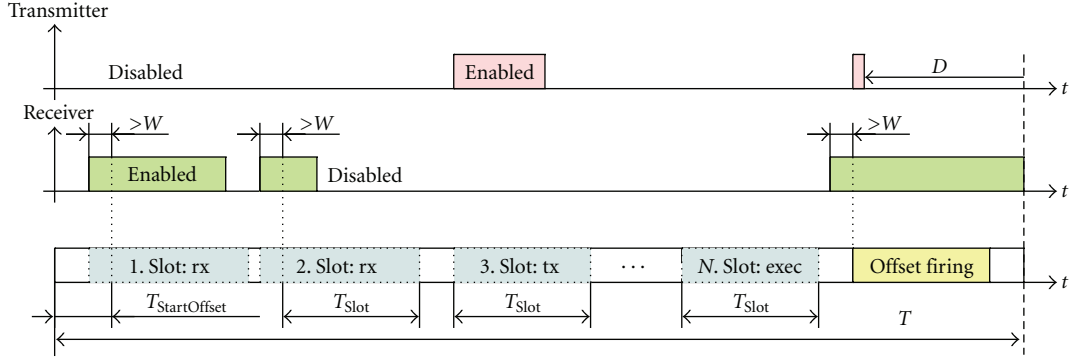 Transmitter
Disabled
Enabled
D
t
Receiver
>W
>W
>W
Enabled
Disabled
t
1. Slot: rx
2. Slot: rx
3. Slot: tx
···
N. Slot: exec
Offset firing
t
T_StartOffset
T_Slot
T_Slot
T_Slot
T